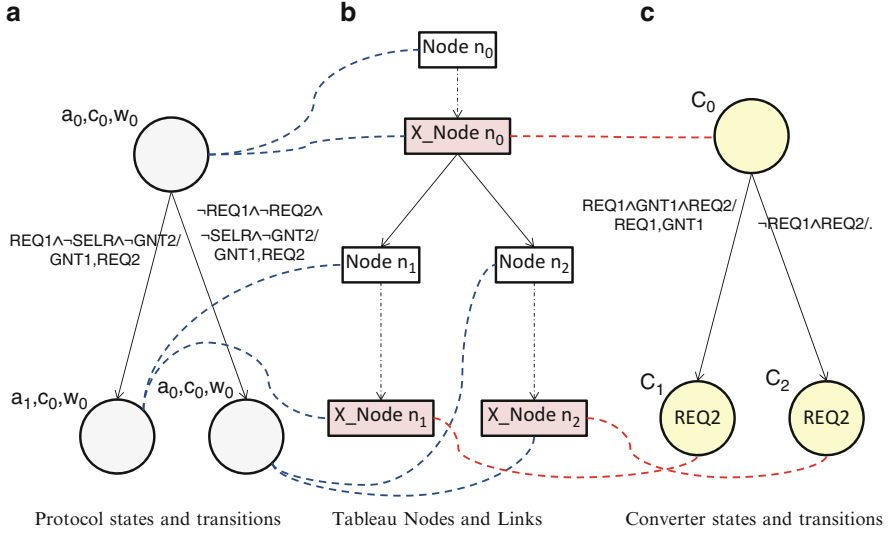 a
b
c
Node n₀
a₀,c₀,w₀
X_Node n₀
C₀
REQ1∧¬SELR∧¬GNT2/
GNT1,REQ2
¬REQ1∧¬REQ2∧
¬SELR∧¬GNT2/
GNT1,REQ2
REQ1∧GNT1∧REQ2/
REQ1,GNT1
¬REQ1∧REQ2/.
Node n₁
Node n₂
a₁,c₀,w₀
a₀,c₀,w₀
X_Node n₁
X_Node n₂
C₁
REQ2
C₂
REQ2
Protocol states and transitions
Tableau Nodes and Links
Converter states and transitions